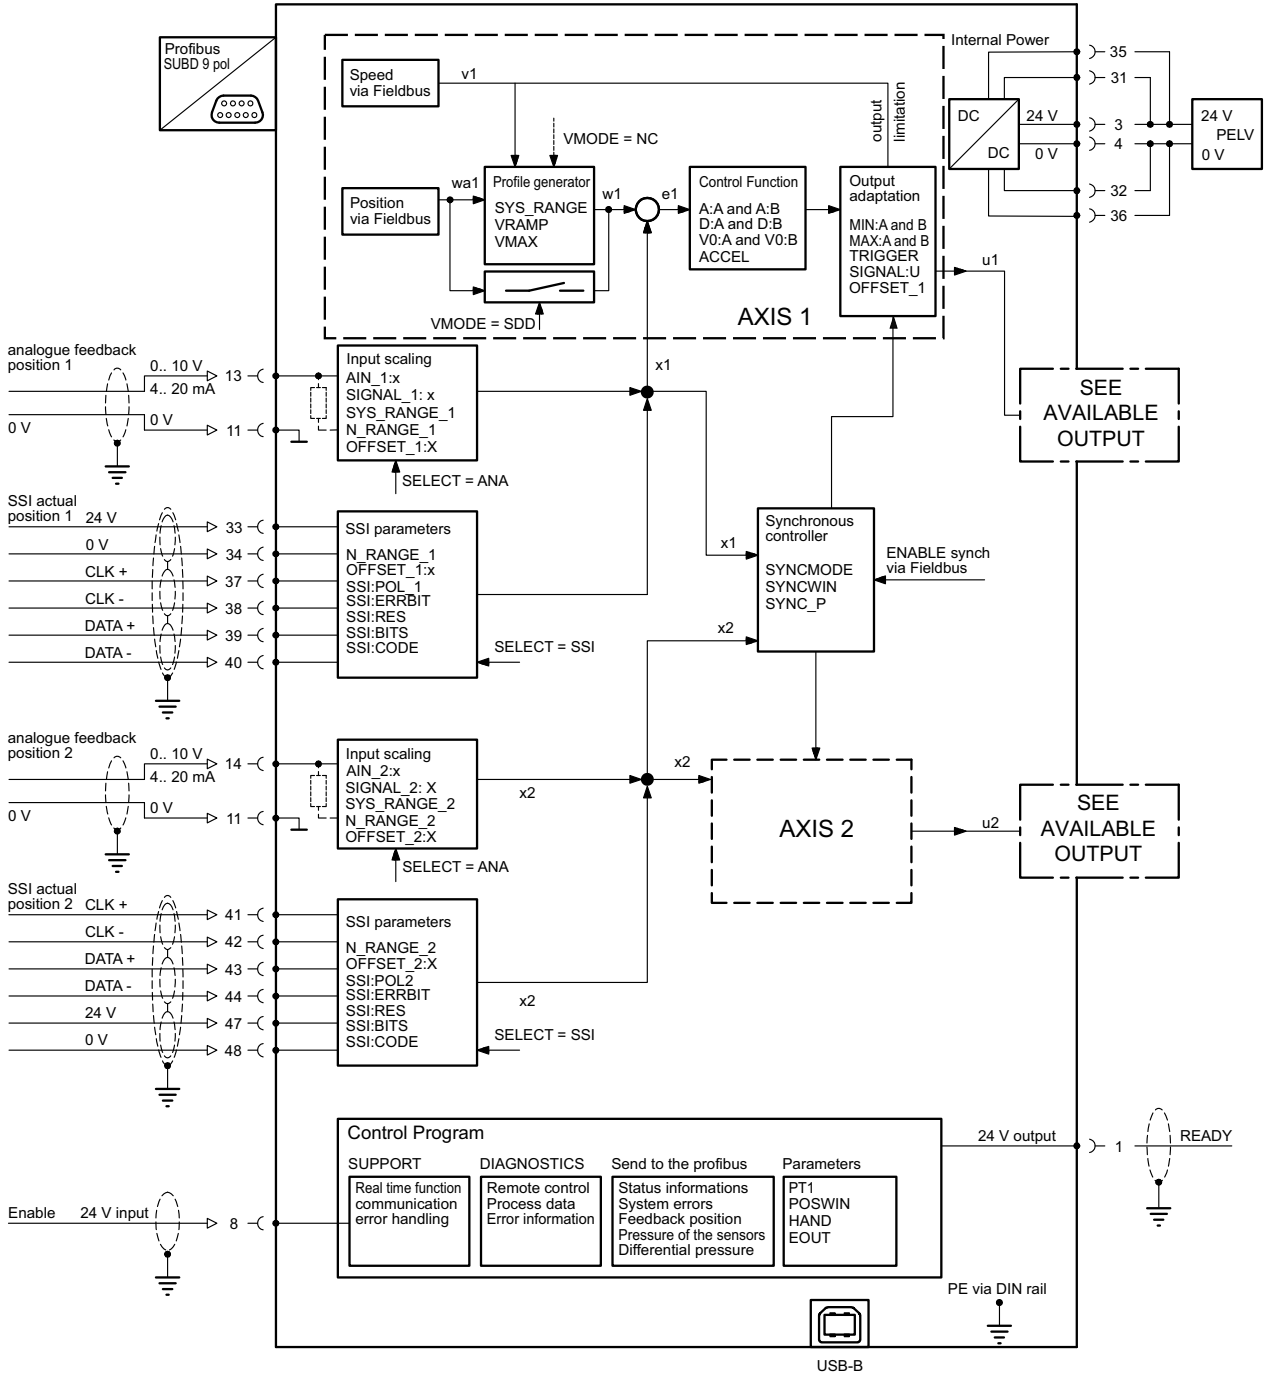 Profibus
SUBD 9 pol
Speed
via Fieldbus
v1
VMODE = NC
output
limitation
Position
via Fieldbus
wa1
Profile generator
SYS_RANGE
VRAMP
VMAX
w1
e1
Control Function
A:A and A:B
D:A and D:B
V0:A and V0:B
ACCEL
Output
adaptation
MIN:A and B
MAX:A and B
TRIGGER
SIGNAL:U
OFFSET_1
VMODE = SDD
AXIS 1
u1
Internal Power
DC
DC
24 V
0 V
35
31
3
4
32
36
24 V
PELV
0 V
analogue feedback
position 1
0.. 10 V
4.. 20 mA
13
0 V
0 V
11
Input scaling
AIN_1:x
SIGNAL_1: x
SYS_RANGE_1
N_RANGE_1
OFFSET_1:X
SELECT = ANA
x1
SEE
AVAILABLE
OUTPUT
SSI actual
position 1
24 V
33
0 V
34
CLK +
37
CLK -
38
DATA +
39
DATA -
40
SSI parameters
N_RANGE_1
OFFSET_1:x
SSI:POL_1
SSI:ERRBIT
SSI:RES
SSI:BITS
SSI:CODE
SELECT = SSI
x1
x2
Synchronous
controller
SYNCMODE
SYNCWIN
SYNC_P
ENABLE synch
via Fieldbus
analogue feedback
position 2
0.. 10 V
4.. 20 mA
14
0 V
0 V
11
Input scaling
AIN_2:x
SIGNAL_2: X
SYS_RANGE_2
N_RANGE_2
OFFSET_2:X
SELECT = ANA
x2
x2
AXIS 2
u2
SEE
AVAILABLE
OUTPUT
SSI actual
position 2
CLK +
41
CLK -
42
DATA +
43
DATA -
44
24 V
47
0 V
48
SSI parameters
N_RANGE_2
OFFSET_2:X
SSI:POL2
SSI:ERRBIT
SSI:RES
SSI:BITS
SSI:CODE
x2
SELECT = SSI
Control Program
SUPPORT
Real time function
communication
error handling
DIAGNOSTICS
Remote control
Process data
Error information
Send to the profibus
Status informations
System errors
Feedback position
Pressure of the sensors
Differential pressure
Parameters
PT1
POSWIN
HAND
EOUT
24 V output
1
READY
Enable
24 V input
8
PE via DIN rail
USB-B